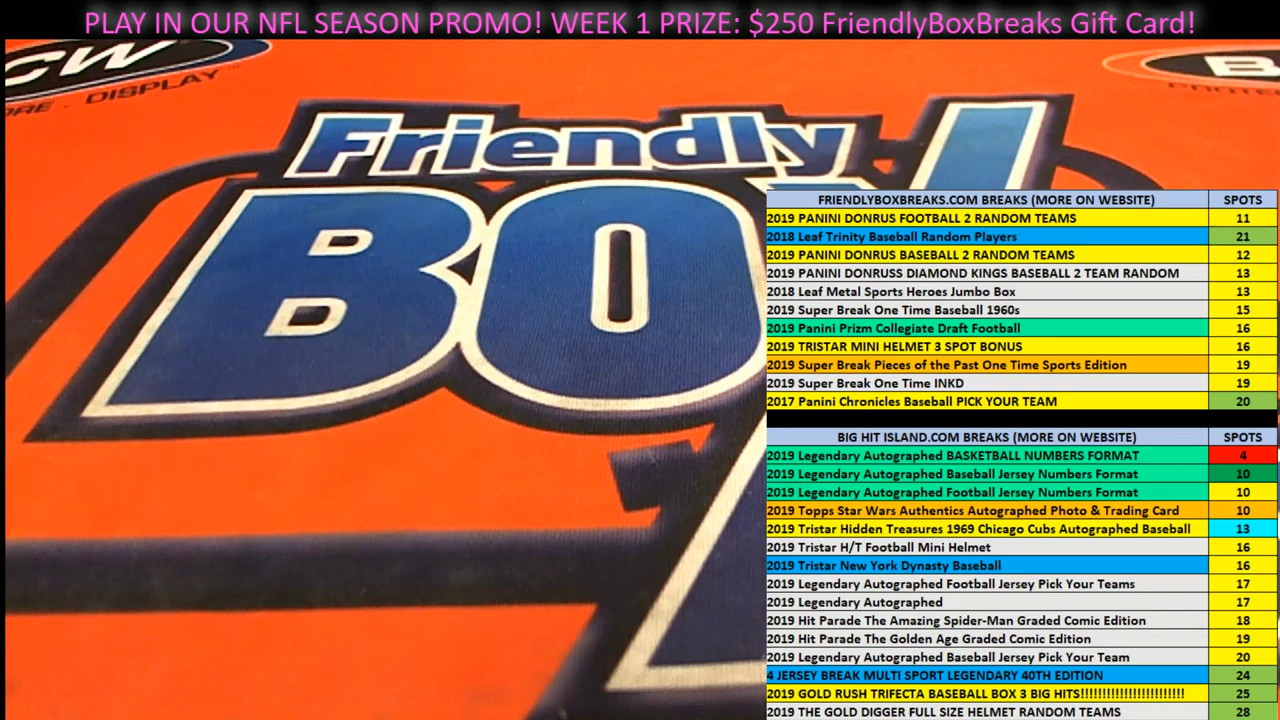 PLAY IN OUR NFL SEASON PROMO! WEEK 1 PRIZE: $250 FriendlyBoxBreaks Gift Card!
DISPLAY
Friendly
FRIENDLYBOXBREAKS.COM BREAKS (MORE ON WEBSITE) SPOTS
2019 PANINI DONRUS FOOTBALL 2 RANDOM TEAMS 11
2018 Leaf Trinity Baseball Random Players 21
2019 PANINI DONRUS BASEBALL 2 RANDOM TEAMS 12
2019 PANINI DONRUSS DIAMOND KINGS BASEBALL 2 TEAM RANDOM 13
2018 Leaf Metal Sports Heroes Jumbo Box 13
2019 Super Break One Time Baseball 1960s 15
2019 Panini Prizm Collegiate Draft Football 16
2019 TRISTAR MINI HELMET 3 SPOT BONUS 16
2019 Super Break Pieces of the Past One Time Sports Edition 19
2019 Super Break One Time INKD 19
2017 Panini Chronicles Baseball PICK YOUR TEAM 20
BIG HIT ISLAND.COM BREAKS (MORE ON WEBSITE) SPOTS
2019 Legendary Autographed BASKETBALL NUMBERS FORMAT 4
2019 Legendary Autographed Baseball Jersey Numbers Format 10
2019 Legendary Autographed Football Jersey Numbers Format 10
2019 Topps Star Wars Authentics Autographed Photo & Trading Card 10
2019 Tristar Hidden Treasures 1969 Chicago Cubs Autographed Baseball 13
2019 Tristar H/T Football Mini Helmet 16
2019 Tristar New York Dynasty Baseball 16
2019 Legendary Autographed Football Jersey Pick Your Teams 17
2019 Legendary Autographed 17
2019 Hit Parade The Amazing Spider-Man Graded Comic Edition 18
2019 Hit Parade The Golden Age Graded Comic Edition 19
2019 Legendary Autographed Baseball Jersey Pick Your Team 20
4 JERSEY BREAK MULTI SPORT LEGENDARY 40TH EDITION 24
2019 GOLD RUSH TRIFECTA BASEBALL BOX 3 BIG HITS!!!!!!!!!!!!!!!!!!!!!!!! 25
2019 THE GOLD DIGGER FULL SIZE HELMET RANDOM TEAMS 28